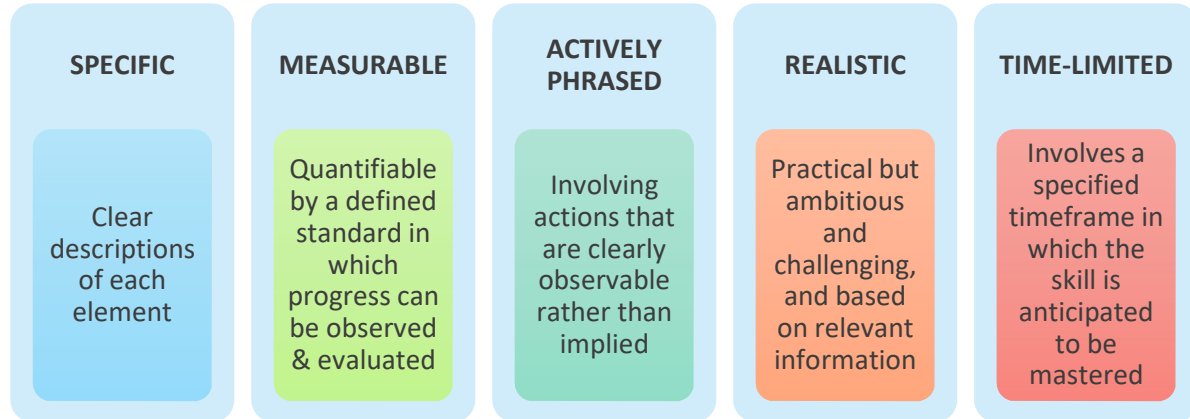 SPECIFIC
Clear
descriptions
of each
element
MEASURABLE
Quantifiable
by a defined
standard in
which
progress can
be observed
& evaluated
ACTIVELY
PHRASED
Involving
actions that
are clearly
observable
rather than
implied
REALISTIC
Practical but
ambitious
and
challenging,
and based
on relevant
information
TIME-LIMITED
Involves a
specified
timeframe in
which the
skill is
anticipated
to be
mastered